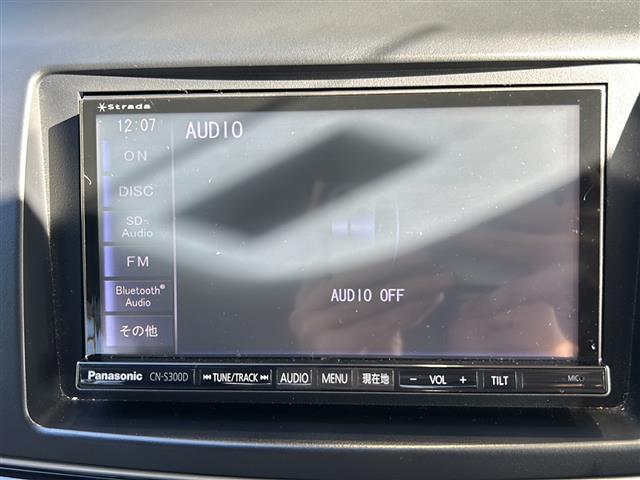 Strada
12:07
AUDIO
ON
DISC
SD-
Audio
FM
Bluetooth®
Audio
その他
AUDIO OFF
Panasonic CN-S300D ⏮ TUNE/TRACK ⏭ AUDIO MENU 現在地 − VOL + TILT MIC